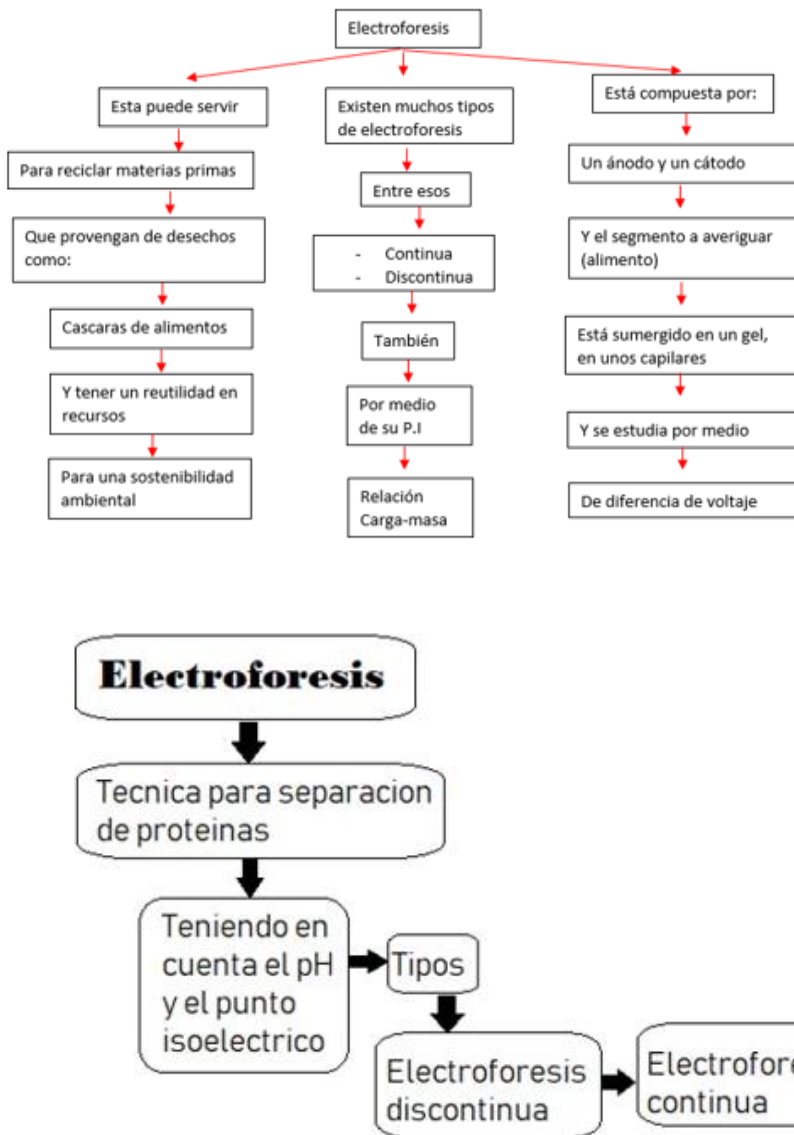 Electroforesis
Esta puede servir
Para reciclar materias primas
Que provengan de desechos
como:
Cascaras de alimentos
Y tener un reutilidad en
recursos
Para una sostenibilidad
ambiental
Existen muchos tipos
de electroforesis
Entre esos
- Continua
- Discontinua
También
Por medio
de su P.I
Relación
Carga-masa
Está compuesta por:
Un ánodo y un cátodo
Y el segmento a averiguar
(alimento)
Está sumergido en un gel,
en unos capilares
Y se estudia por medio
De diferencia de voltaje
Electroforesis
Tecnica para separacion
de proteinas
Teniendo en
cuenta el pH
y el punto
isoelectrico
Tipos
Electroforesis
discontinua
continua